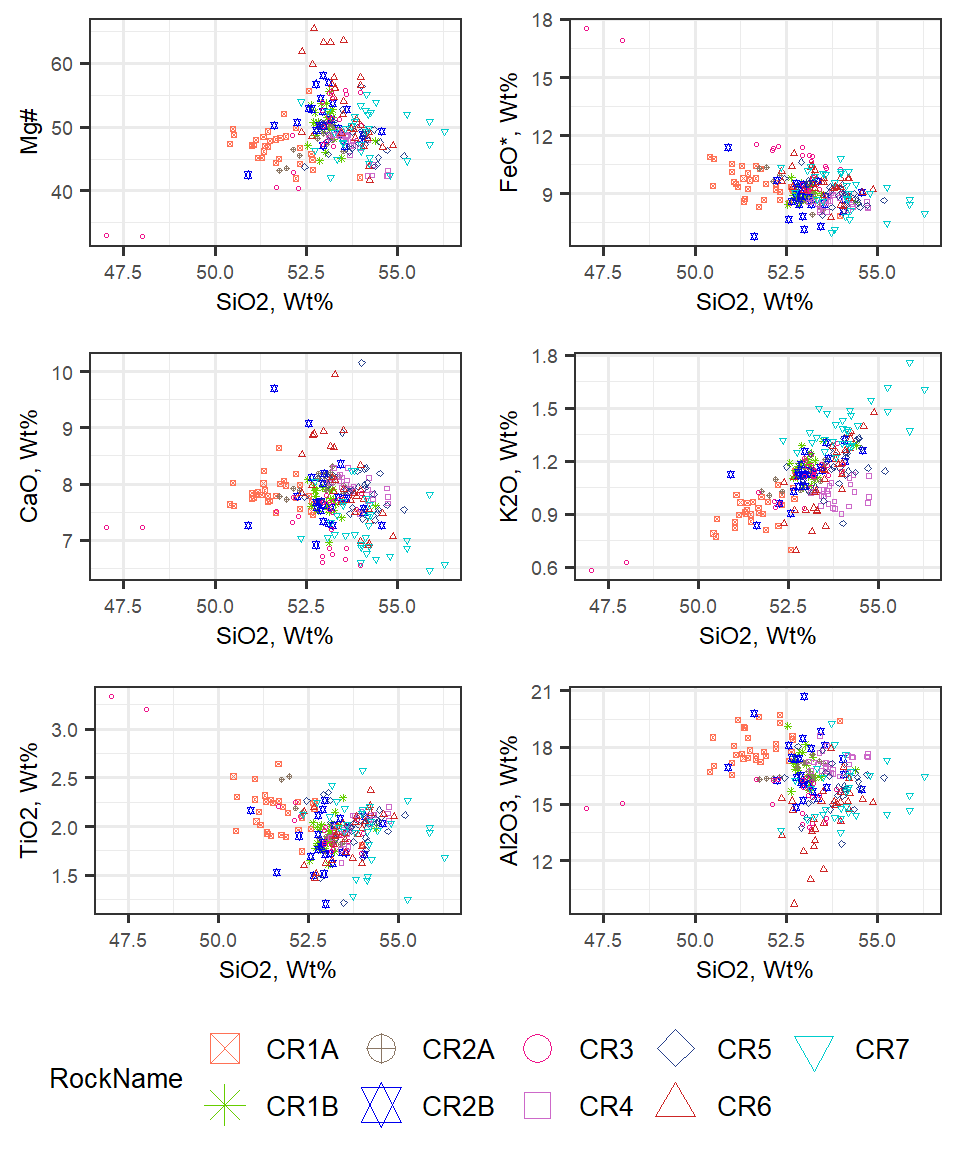 Mg#
60
50
40
47.5 50.0 52.5 55.0
SiO2, Wt%
FeO*, Wt%
18
15
12
9
47.5 50.0 52.5 55.0
SiO2, Wt%
CaO, Wt%
10
9
8
7
47.5 50.0 52.5 55.0
SiO2, Wt%
K2O, Wt%
1.8
1.5
1.2
0.9
0.6
47.5 50.0 52.5 55.0
SiO2, Wt%
TiO2, Wt%
3.0
2.5
2.0
1.5
47.5 50.0 52.5 55.0
SiO2, Wt%
Al2O3, Wt%
21
18
15
12
47.5 50.0 52.5 55.0
SiO2, Wt%
RockName
CR1A CR2A CR3 CR5 CR7
CR1B CR2B CR4 CR6